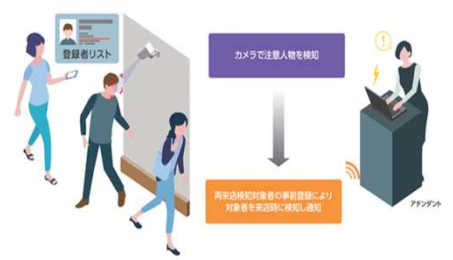 登録者リスト
カメラで注意人物を検知
再来店検知対象者の事前登録により
対象者を来店時に検知し通知
アテンダント